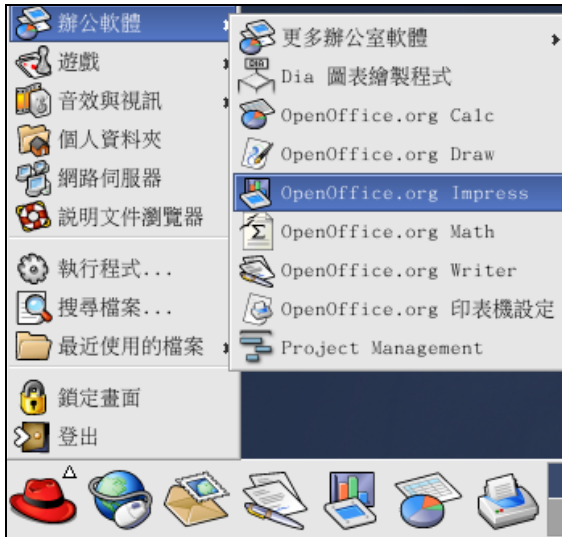 辦公軟體
遊戲
音效與視訊
個人資料夾
網路伺服器
說明文件瀏覽器
執行程式...
搜尋檔案...
最近使用的檔案
鎖定畫面
登出
更多辦公室軟體
DIA
Dia 圖表繪製程式
OpenOffice.org Calc
OpenOffice.org Draw
OpenOffice.org Impress
OpenOffice.org Math
OpenOffice.org Writer
OpenOffice.org 印表機設定
Project Management